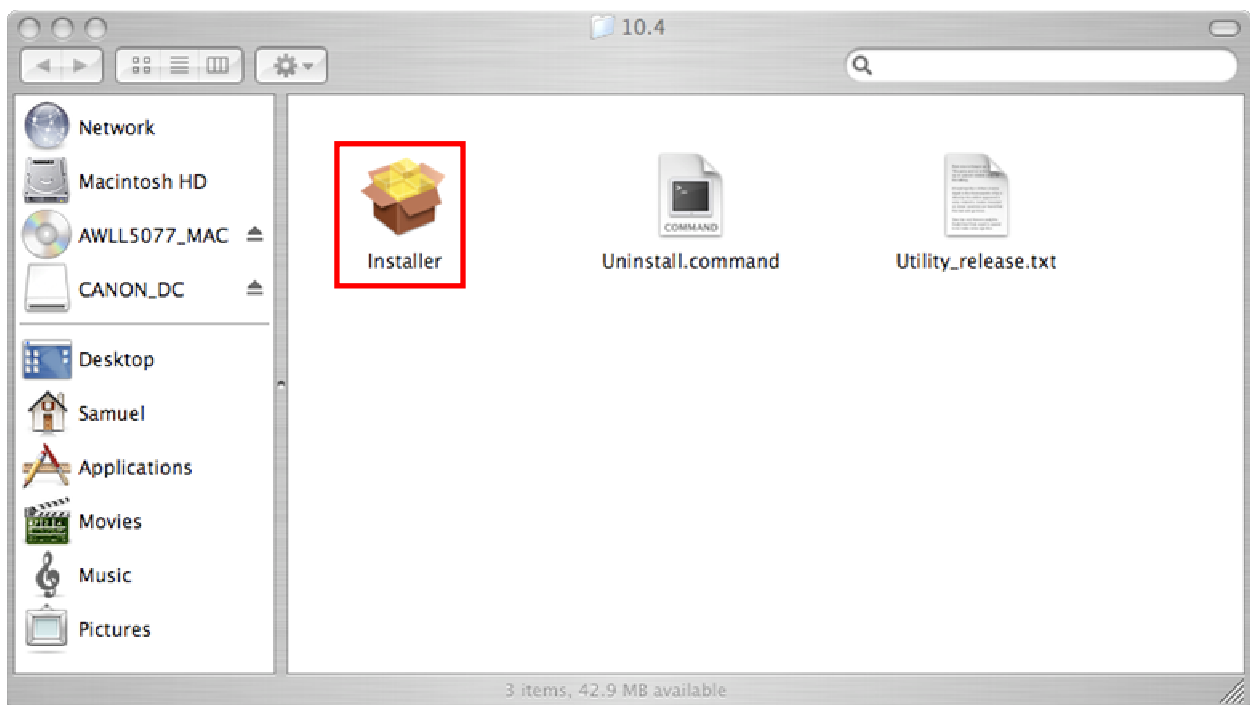 10.4
Network
Macintosh HD
AWLL5077_MAC
CANON_DC
Desktop
Samuel
Applications
Movies
Music
Pictures
Installer
COMMAND
Uninstall.command
Utility_release.txt
3 items, 42.9 MB available